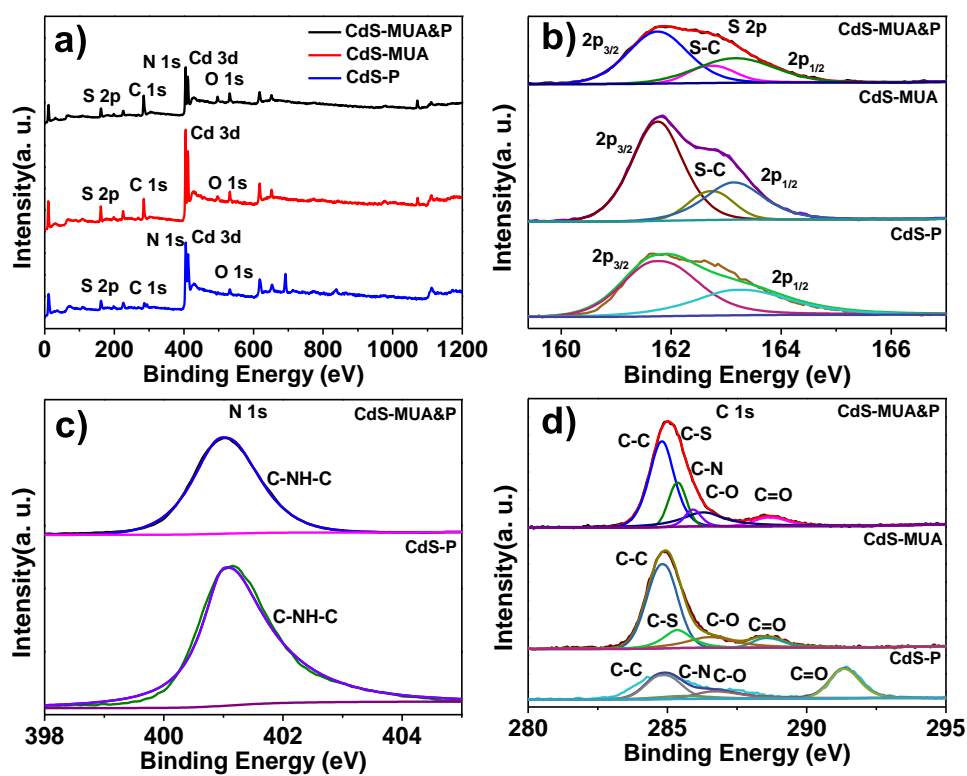 a)
CdS-MUA&P
CdS-MUA
CdS-P
N 1s
Cd 3d
S 2p
C 1s
O 1s
Cd 3d
S 2p
C 1s
O 1s
N 1s
Cd 3d
S 2p
C 1s
O 1s
Intensity(a. u.)
0 200 400 600 800 1000 1200
Binding Energy (eV)
b)
S 2p
CdS-MUA&P
2p3/2
S-C
2p1/2
CdS-MUA
2p3/2
S-C
2p1/2
CdS-P
2p3/2
2p1/2
Intensity(a. u.)
160 162 164 166
Binding Energy (eV)
c)
N 1s
CdS-MUA&P
C-NH-C
CdS-P
C-NH-C
Intensity(a. u.)
398 400 402 404
Binding Energy (eV)
d)
C 1s
CdS-MUA&P
C-C
C-S
C-N
C-O
C=O
CdS-MUA
C-C
C-S
C-O
C=O
CdS-P
C-C
C-N
C-O
C=O
Intensity(a. u.)
280 285 290 295
Binding Energy (eV)